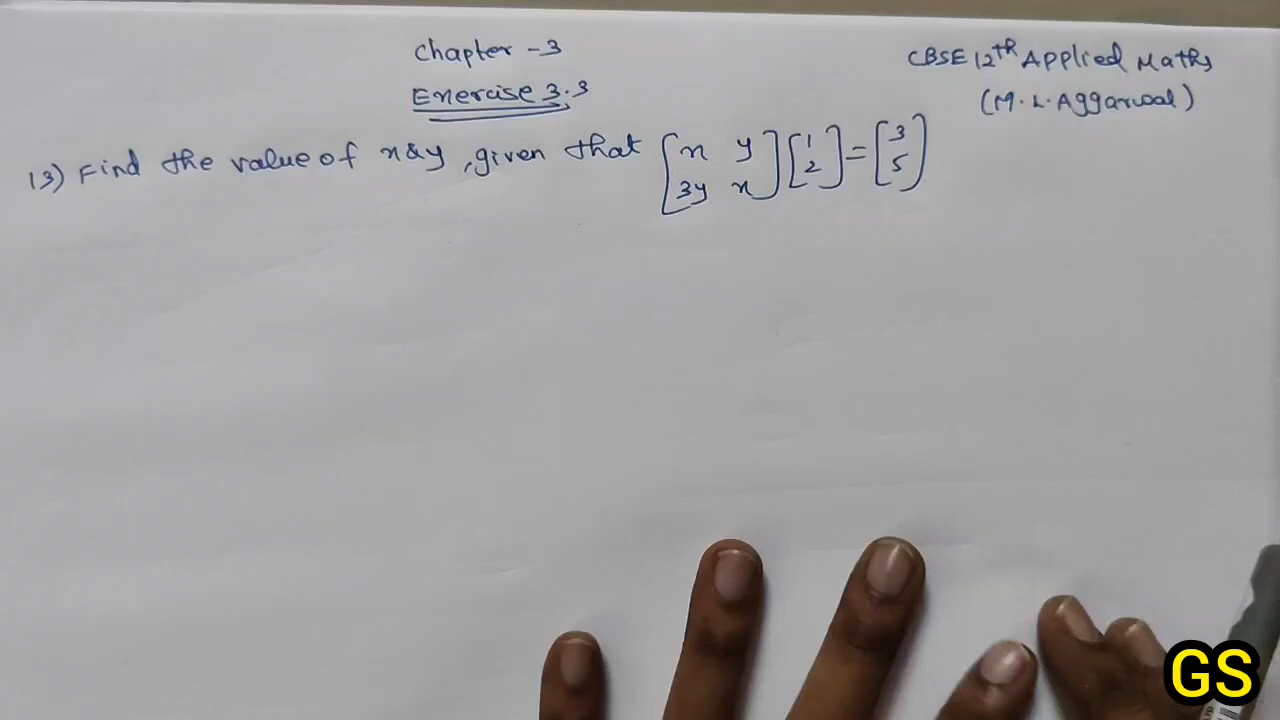 Chapter - 3
Exercise 3.3
CBSE 12th Applied Maths
(M.L.Aggarwal)
13) Find the value of x & y, given that [x y 3y x] [1 2] = [3 5]
GS